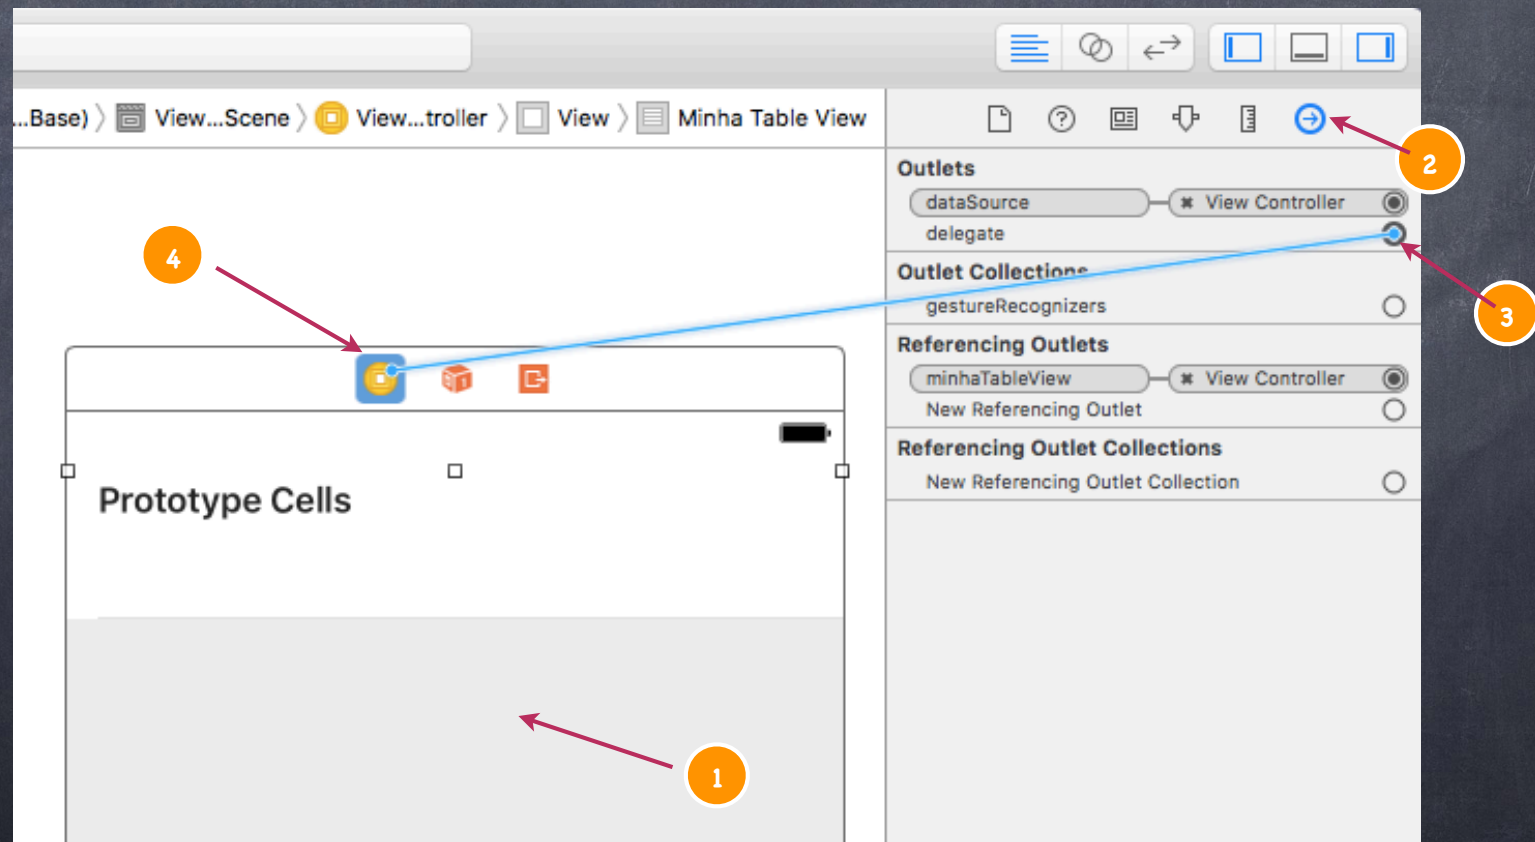 ...Base) 〉 View...Scene 〉 View...troller 〉 View 〉 Minha Table View
2
Outlets
dataSource
View Controller
delegate
4
Outlet Collections
gestureRecognizers
3
Referencing Outlets
minhaTableView
View Controller
New Referencing Outlet
Referencing Outlet Collections
New Referencing Outlet Collection
Prototype Cells
1